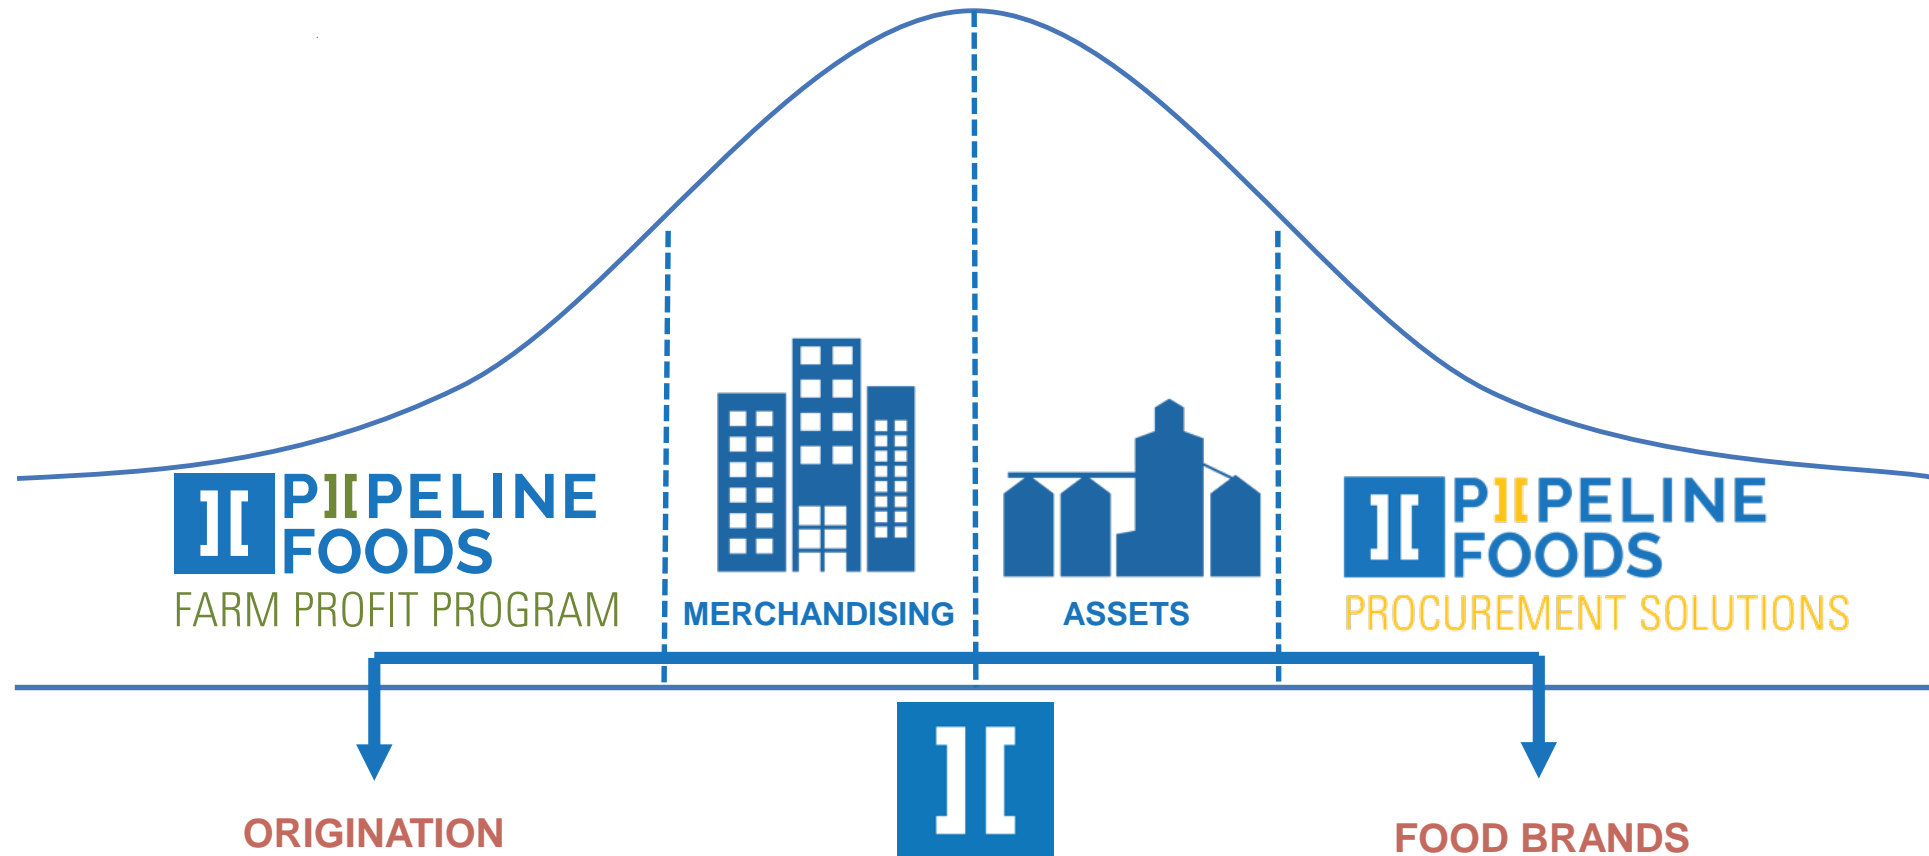 PIPELINE
FOODS
FARM PROFIT PROGRAM
MERCHANDISING
ASSETS
PIPELINE
FOODS
PROCUREMENT SOLUTIONS
ORIGINATION
FOOD BRANDS